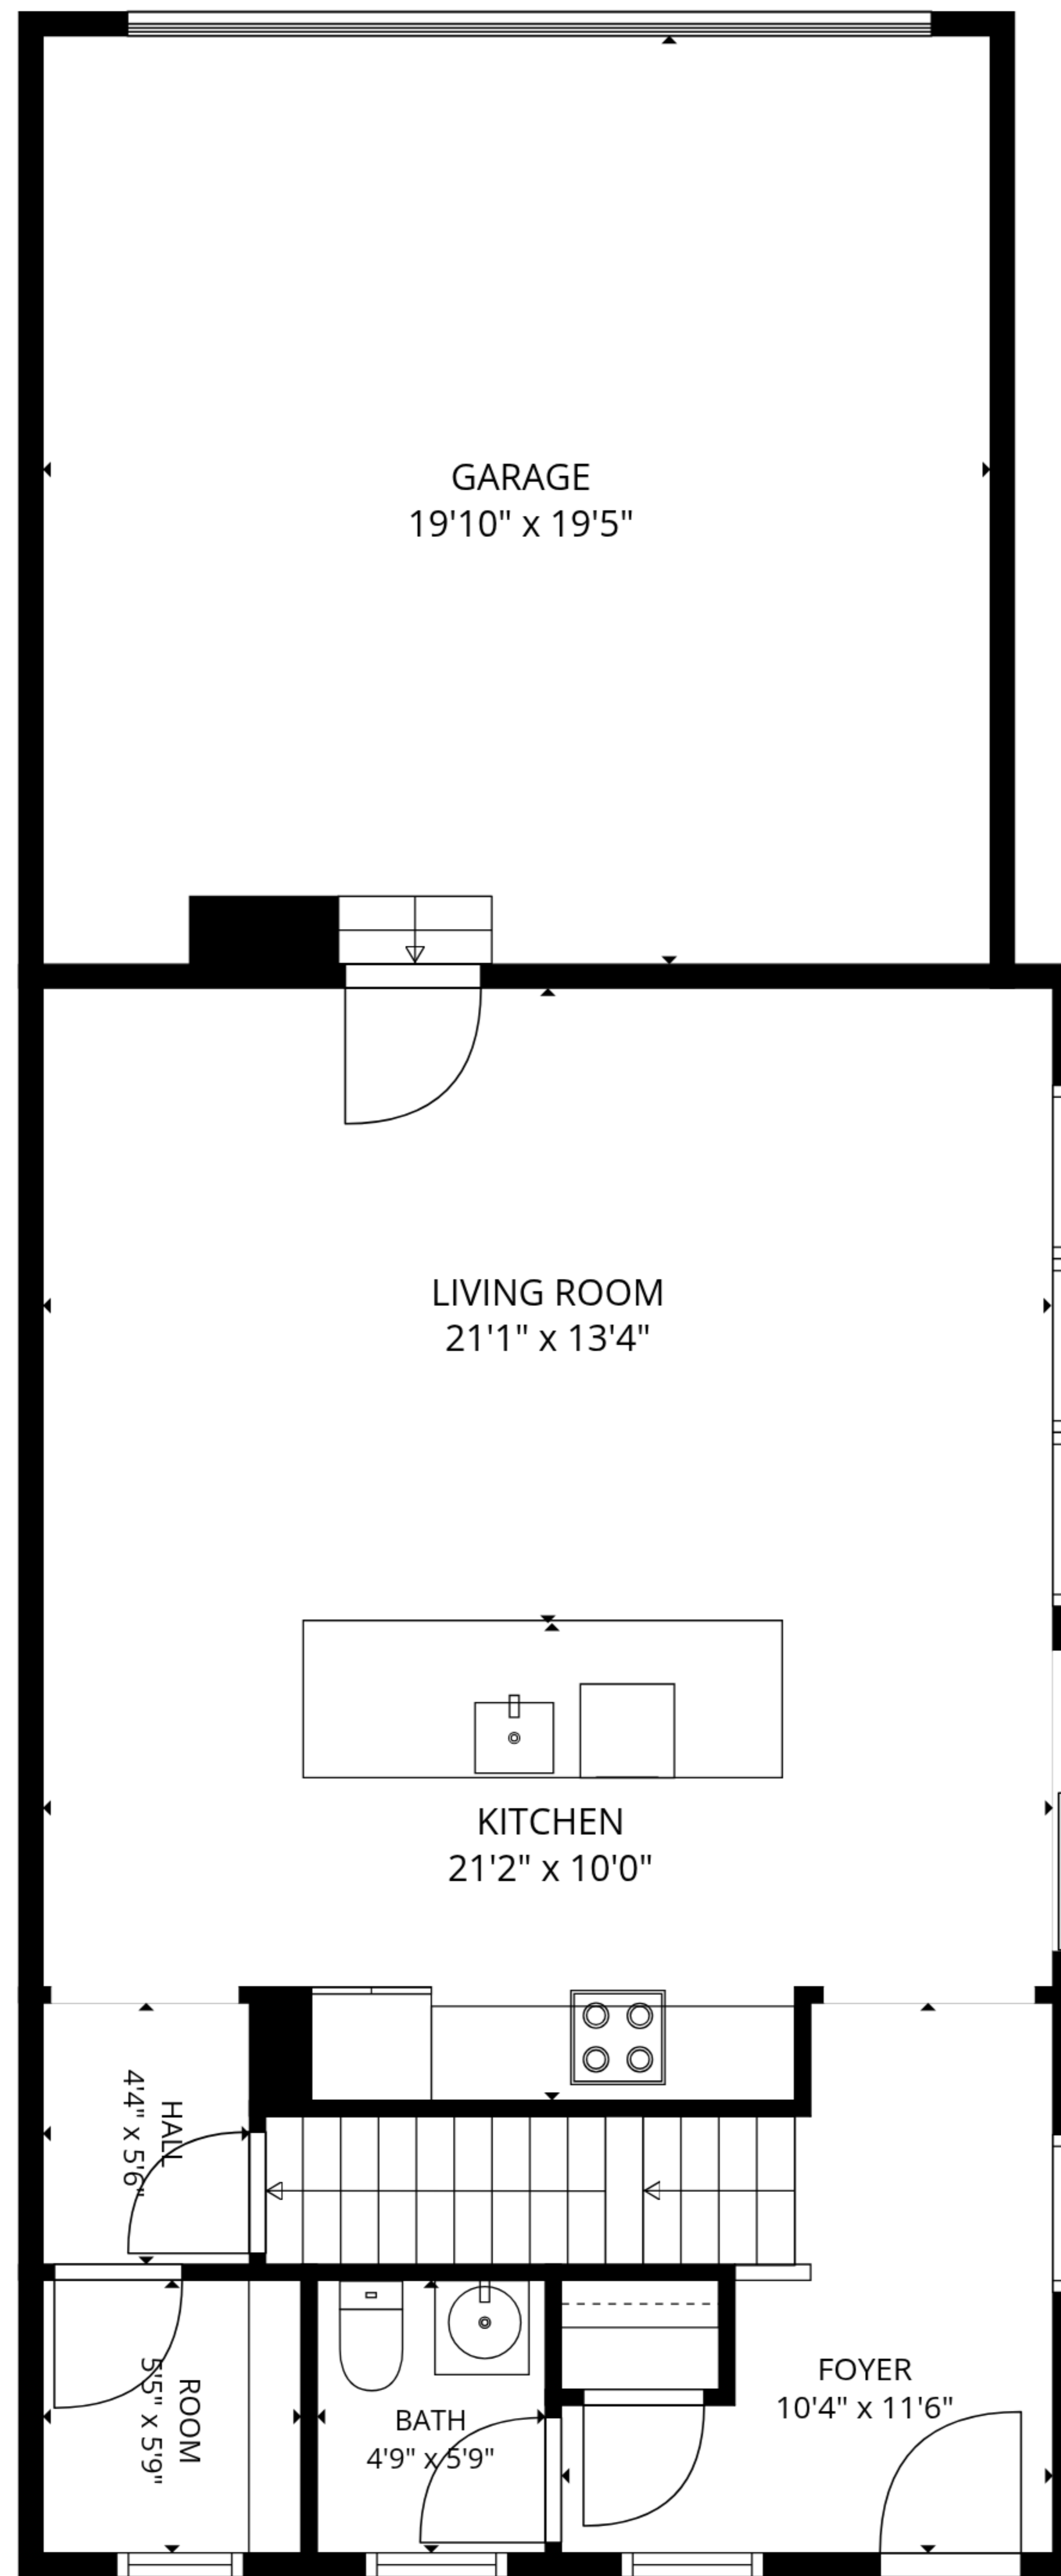 GARAGE
19'10" x 19'5"
LIVING ROOM
21'1" x 13'4"
KITCHEN
21'2" x 10'0"
HALL
4'4" x 5'6"
ROOM
5'5" x 5'9"
BATH
4'9" x 5'9"
FOYER
10'4" x 11'6"